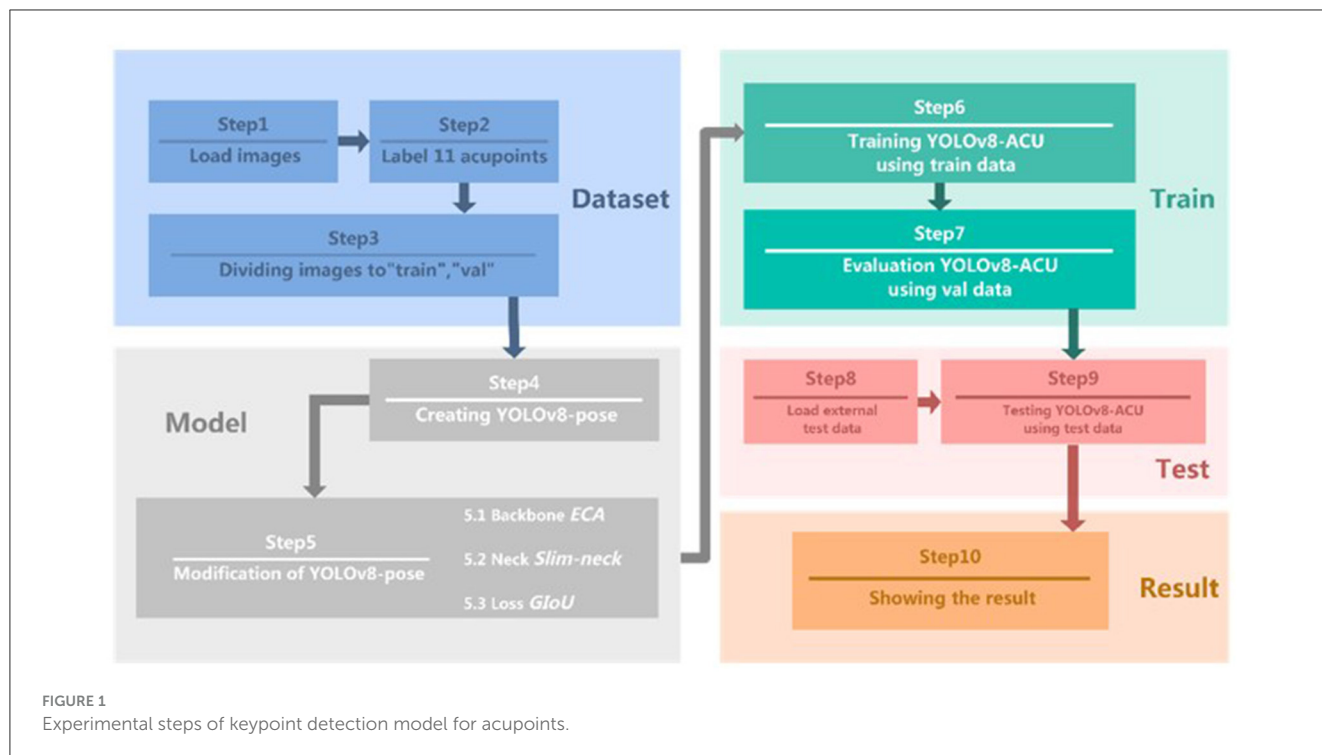 Step1
Load images
Step2
Label 11 acupoints
Step3
Dividing images to"train","val"
Dataset
Step4
Creating YOLOv8-pose
Model
Step5
Modification of YOLOv8-pose
5.1 Backbone ECA
5.2 Neck Slim-neck
5.3 Loss GIoU
Step6
Training YOLOv8-ACU
using train data
Train
Step7
Evaluation YOLOv8-ACU
using val data
Step8
Load external
test data
Step9
Testing YOLOv8-ACU
using test data
Test
Step10
Showing the result
Result
FIGURE 1
Experimental steps of keypoint detection model for acupoints.